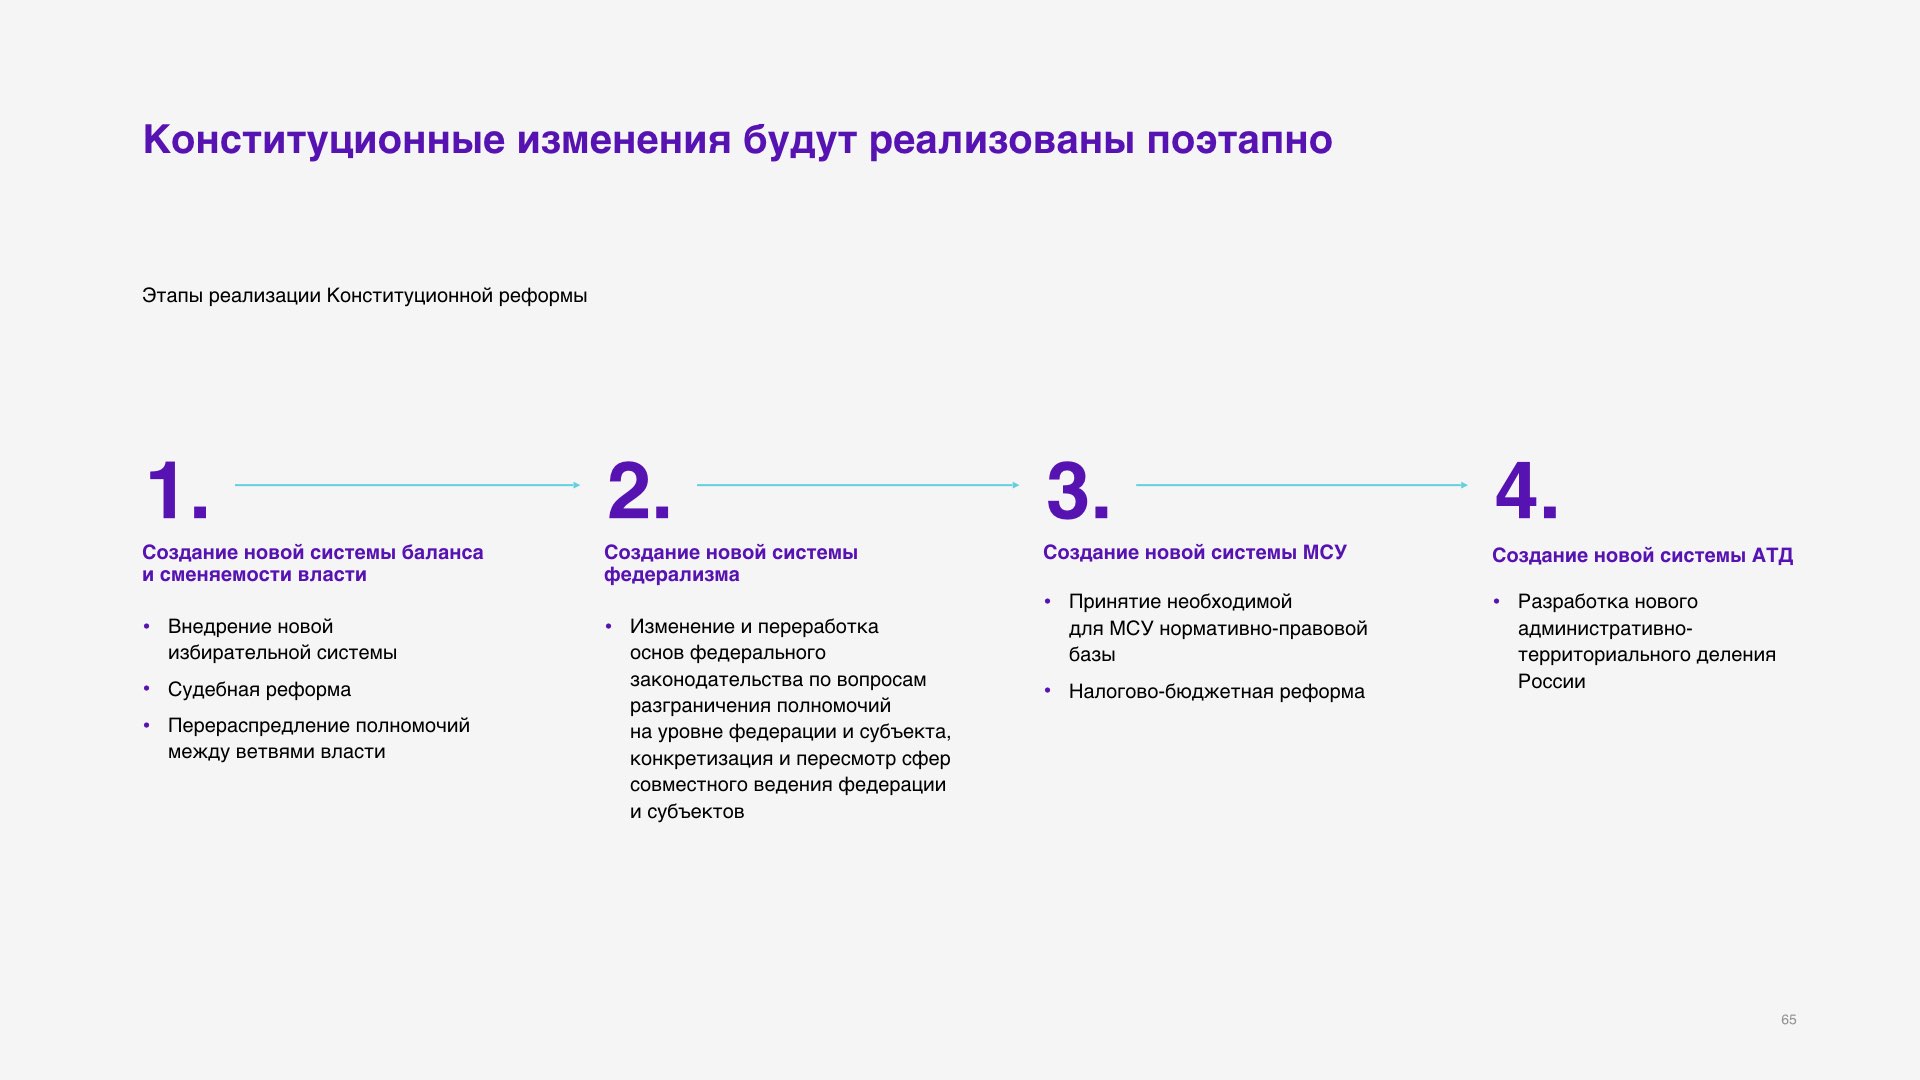 Конституционные изменения будут реализованы поэтапно
Этапы реализации Конституционной реформы
1.
Создание новой системы баланса
и сменяемости власти
• Внедрение новой
избирательной системы
• Судебная реформа
• Перераспредление полномочий
между ветвями власти
2.
Создание новой системы
федерализма
• Изменение и переработка
основ федерального
законодательства по вопросам
разграничения полномочий
на уровне федерации и субъекта,
конкретизация и пересмотр сфер
совместного ведения федерации
и субъектов
3.
Создание новой системы МСУ
• Принятие необходимой
для МСУ нормативно-правовой
базы
• Налогово-бюджетная реформа
4.
Создание новой системы АТД
• Разработка нового
административно-
территориального деления
России
65